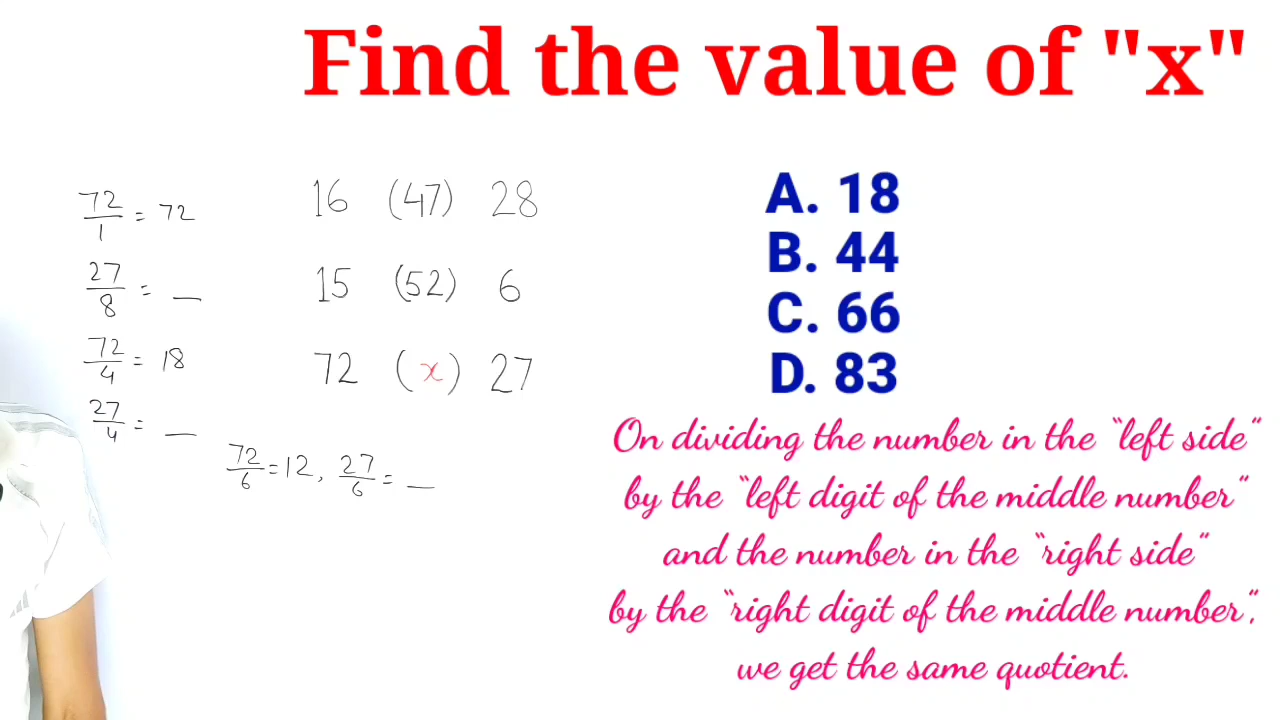 Find the value of "x"
72/1 = 72
27/8 = _
72/4 = 18
27/4 = _
72/6 = 12, 27/6 = _
16 (47) 28
15 (52) 6
72 (x) 27
A. 18
B. 44
C. 66
D. 83
On dividing the number in the “left side”
by the “left digit of the middle number”
and the number in the “right side”
by the “right digit of the middle number”,
we get the same quotient.